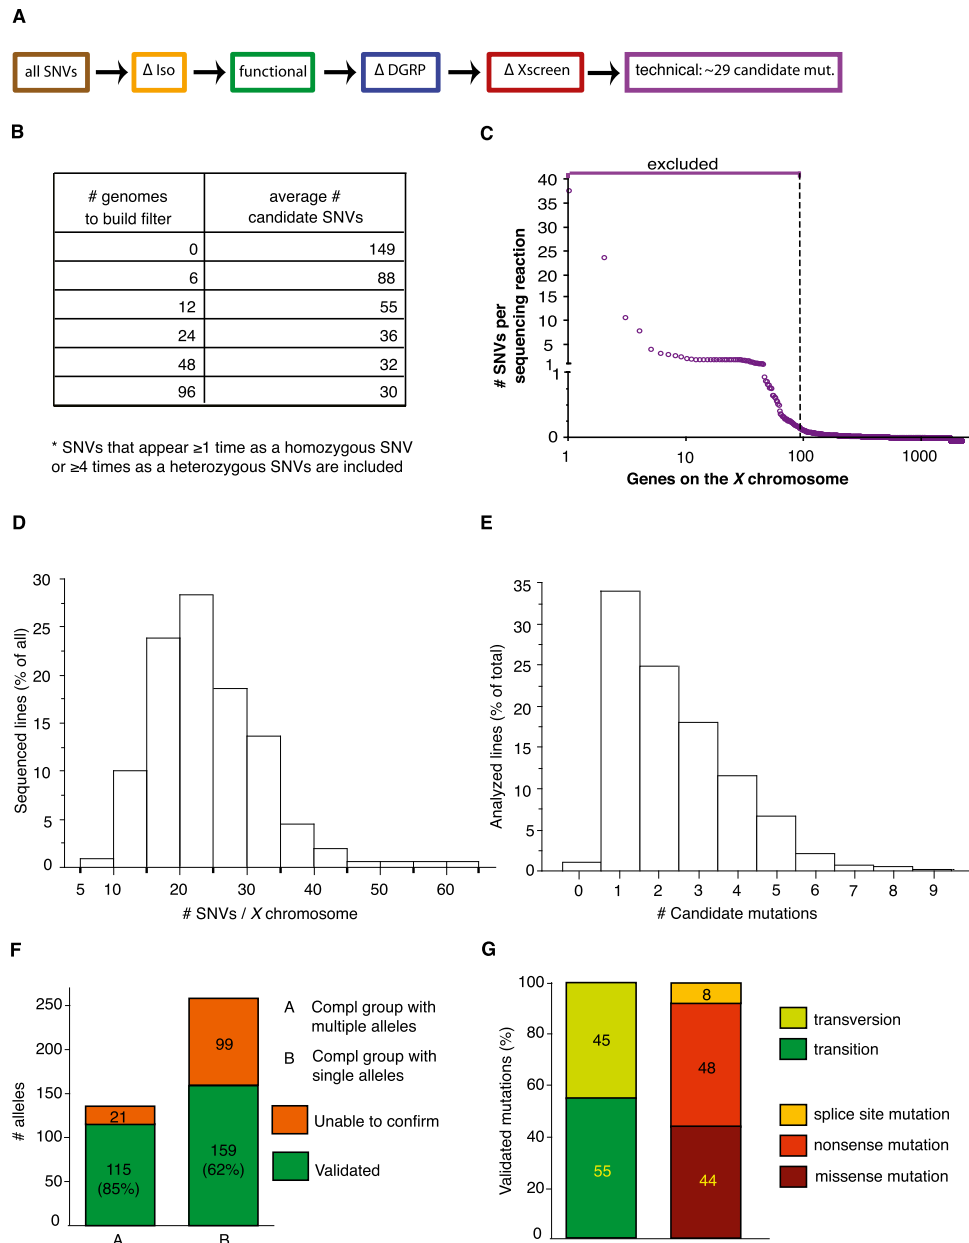 A
all SNVs
Δ Iso
functional
Δ DGRP
Δ Xscreen
technical: ~29 candidate mut.
B
# genomes
to build filter
average #
candidate SNVs
0 149
6 88
12 55
24 36
48 32
96 30
* SNVs that appear ≥1 time as a homozygous SNV
or ≥4 times as a heterozygous SNVs are included
C
excluded
# SNVs per
sequencing reaction
40
35
30
25
20
15
10
5
1
1
0
1 10 100 1000
Genes on the X chromosome
D
Sequenced lines (% of all)
30
25
20
15
10
5
0
5 10 20 30 40 50 60
# SNVs / X chromosome
E
Analyzed lines (% of total)
35
30
25
20
15
10
5
0
0 1 2 3 4 5 6 7 8 9
# Candidate mutations
F
# alleles
250
200
150
100
50
0
21
115
(85%)
99
159
(62%)
A B
A Compl group with
multiple alleles
B Compl group with
single alleles
Unable to confirm
Validated
G
Validated mutations (%)
100
80
60
40
20
0
45
55
8
48
44
transversion
transition
splice site mutation
nonsense mutation
missense mutation